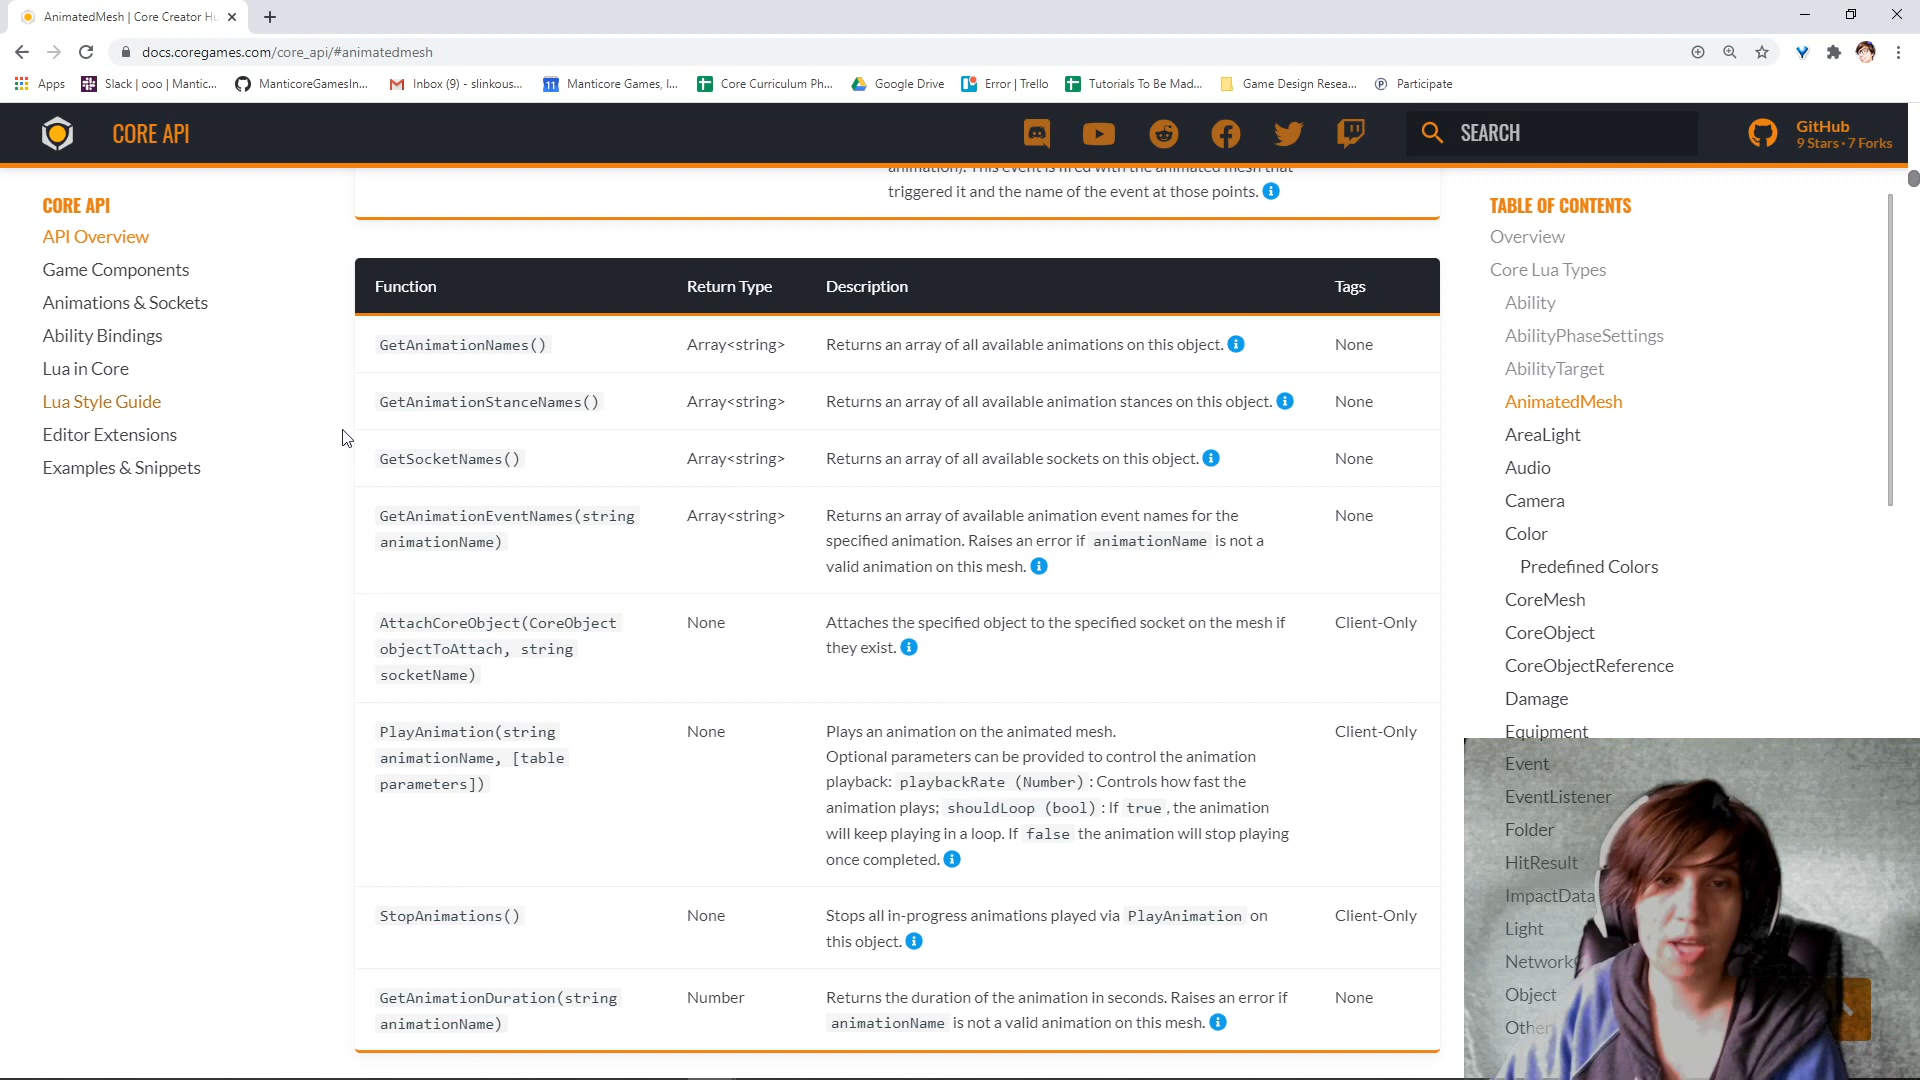 AnimatedMesh | Core Creator Hu
docs.coregames.com/core_api/#animatedmesh
Apps Slack | ooo | Mantic... ManticoreGamesIn... Inbox (9) - slinkous... 11 Manticore Games, I... Core Curriculum Ph... Google Drive Error | Trello Tutorials To Be Mad... Game Design Resea... Participate
CORE API SEARCH GitHub
9 Stars · 7 Forks
animation). This event is fired with the animated mesh that
triggered it and the name of the event at those points.
CORE API
API Overview
Game Components
Animations & Sockets
Ability Bindings
Lua in Core
Lua Style Guide
Editor Extensions
Examples & Snippets
Function Return Type Description Tags
GetAnimationNames() Array<string> Returns an array of all available animations on this object. None
GetAnimationStanceNames() Array<string> Returns an array of all available animation stances on this object. None
GetSocketNames() Array<string> Returns an array of all available sockets on this object. None
GetAnimationEventNames(string Array<string> Returns an array of available animation event names for the None
animationName) specified animation. Raises an error if animationName is not a
valid animation on this mesh.
AttachCoreObject(CoreObject None Attaches the specified object to the specified socket on the mesh if Client-Only
objectToAttach, string they exist.
socketName)
PlayAnimation(string None Plays an animation on the animated mesh. Client-Only
animationName, [table Optional parameters can be provided to control the animation
parameters]) playback: playbackRate (Number) : Controls how fast the
animation plays; shouldLoop (bool) : If true , the animation
will keep playing in a loop. If false the animation will stop playing
once completed.
StopAnimations() None Stops all in-progress animations played via PlayAnimation on Client-Only
this object.
GetAnimationDuration(string Number Returns the duration of the animation in seconds. Raises an error if None
animationName) animationName is not a valid animation on this mesh.
TABLE OF CONTENTS
Overview
Core Lua Types
Ability
AbilityPhaseSettings
AbilityTarget
AnimatedMesh
AreaLight
Audio
Camera
Color
Predefined Colors
CoreMesh
CoreObject
CoreObjectReference
Damage
Equipment
Event
EventListener
Folder
HitResult
ImpactData
Light
Network
Object
Other